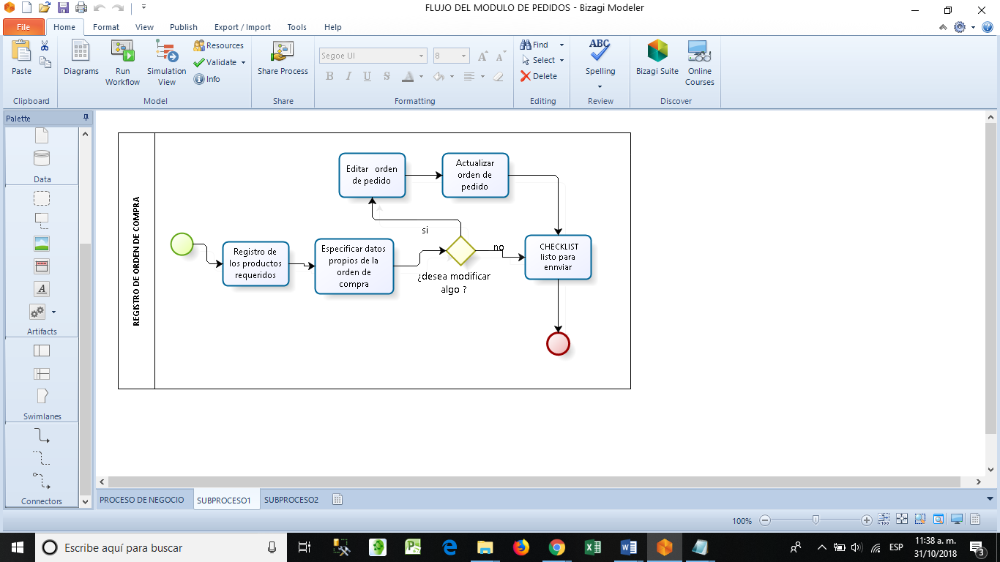 FLUJO DEL MODULO DE PEDIDOS - Bizagi Modeler
File Home Format View Publish Export / Import Tools Help
Paste
Clipboard
Diagrams
Run
Workflow
Simulation
View
Resources
Validate
Info
Model
Share Process
Share
Segoe UI 8
B I U S A
Formatting
Find
Select
Delete
Editing
ABC
Spelling
Review
Bizagi Suite
Online
Courses
Discover
Palette
Data
A
Artifacts
Swimlanes
Connectors
REGISTRO DE ORDEN DE COMPRA
Editar orden
de pedido
Actualizar
orden de
pedido
si
Registro de
los productos
requeridos
Especificar datos
propios de la
orden de
compra
¿desea modificar
algo ?
no
CHECKLIST
listo para
ennviar
PROCESO DE NEGOCIO SUBPROCESO1 SUBPROCESO2
100%
Escribe aquí para buscar
ESP
11:38 a. m.
31/10/2018
3